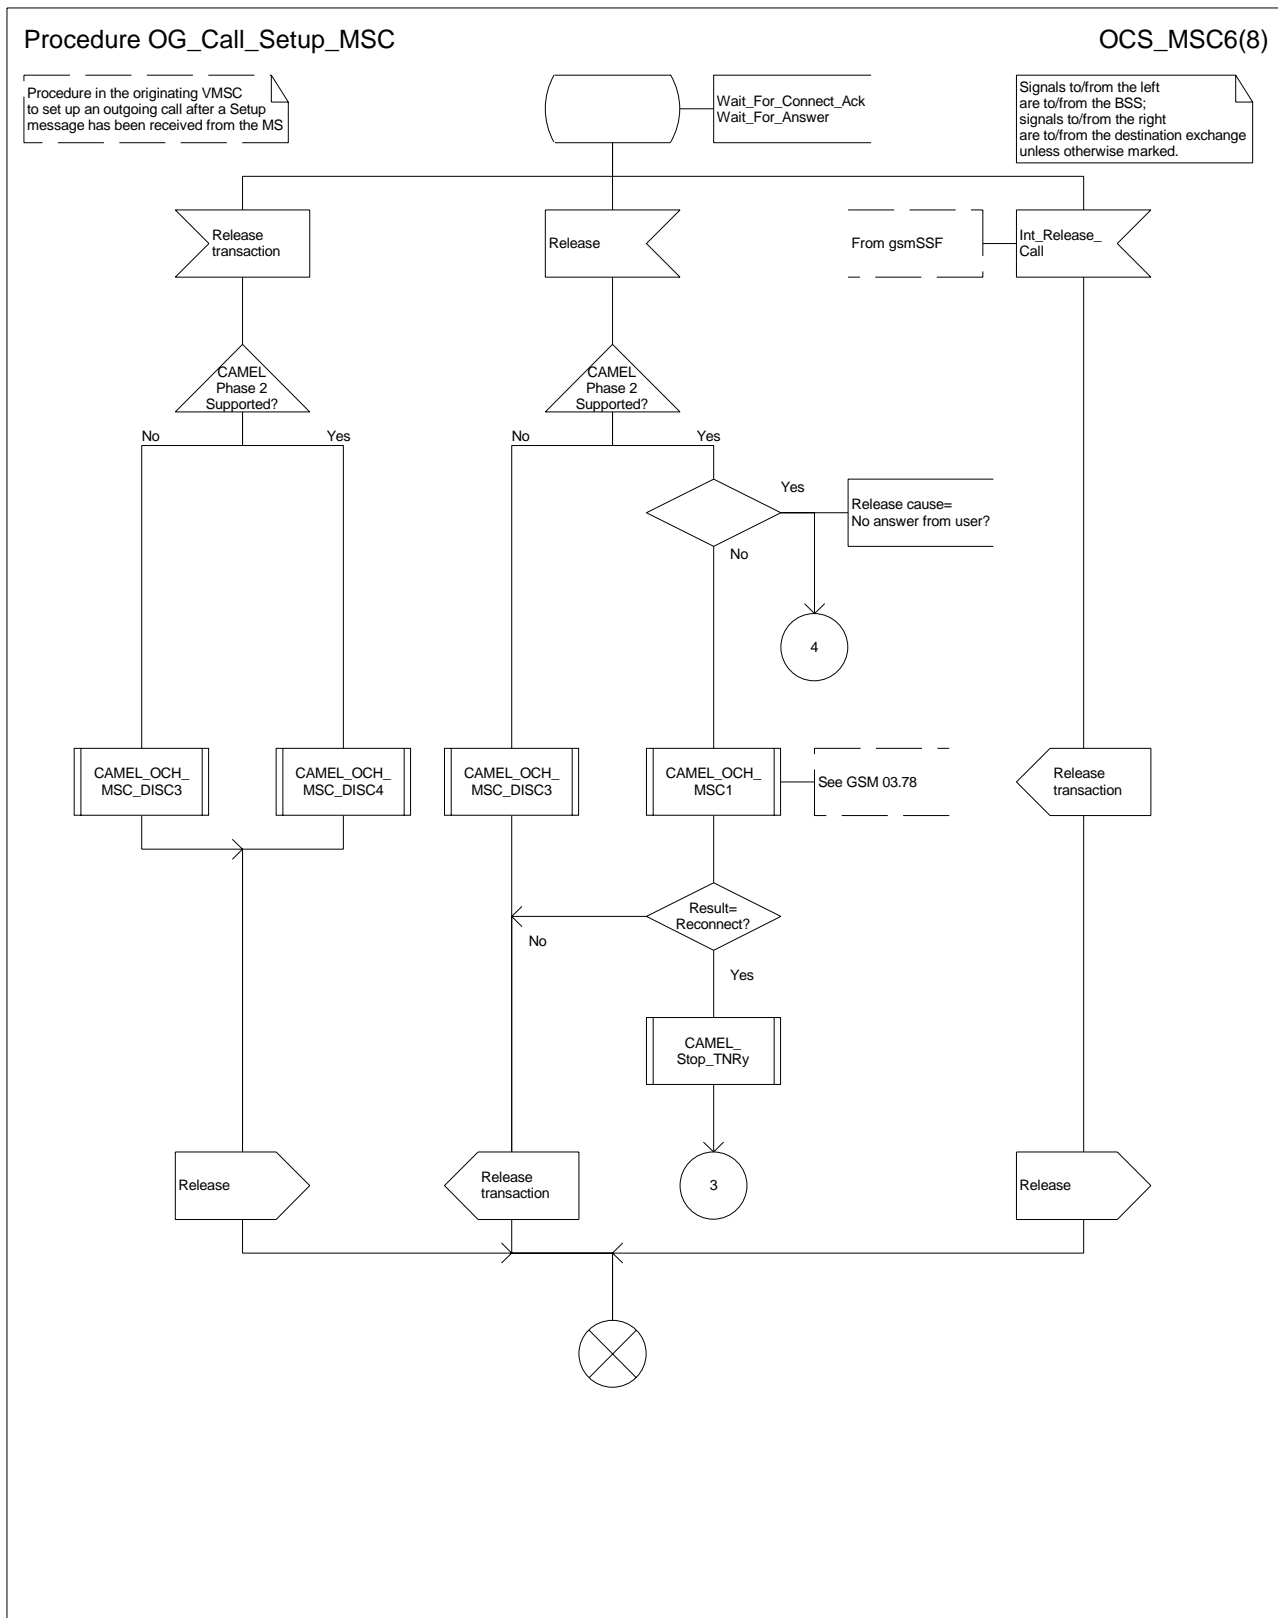 Procedure OG_Call_Setup_MSC
OCS_MSC6(8)
Procedure in the originating VMSC
to set up an outgoing call after a Setup
message has been received from the MS
Wait_For_Connect_Ack
Wait_For_Answer
Signals to/from the left
are to/from the BSS;
signals to/from the right
are to/from the destination exchange
unless otherwise marked.
Release
transaction
Release
From gsmSSF
Int_Release_
Call
CAMEL
Phase 2
Supported?
CAMEL
Phase 2
Supported?
No
Yes
No
Yes
Yes
Release cause=
No answer from user?
No
4
CAMEL_OCH_
MSC_DISC3
CAMEL_OCH_
MSC_DISC4
CAMEL_OCH_
MSC_DISC3
CAMEL_OCH_
MSC1
See GSM 03.78
Release
transaction
Result=
Reconnect?
No
Yes
CAMEL_
Stop_TNRy
Release
Release
transaction
3
Release